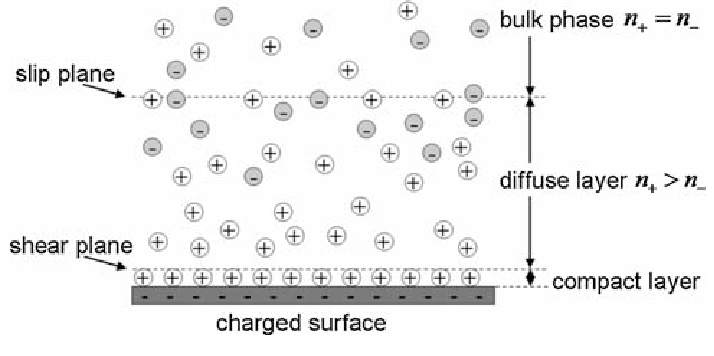 bulk phase n₊ = n₋
slip plane
diffuse layer n₊ > n₋
shear plane
compact layer
charged surface